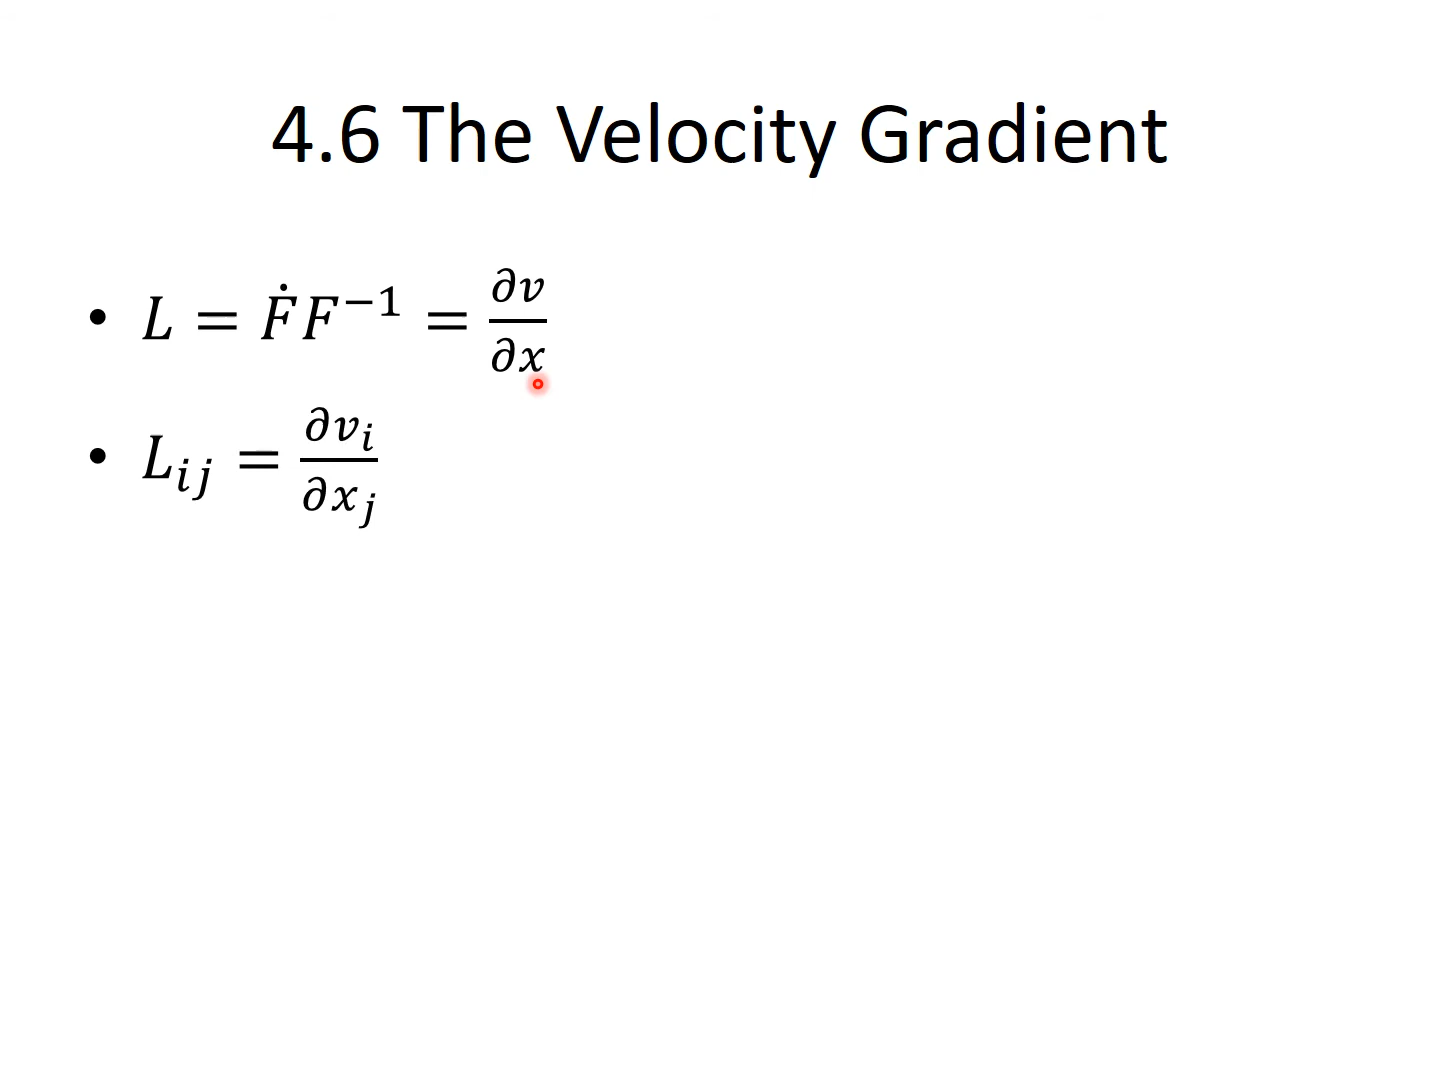 4.6 The Velocity Gradient
• L = ḞF⁻¹ = ∂v/∂x
• Lᵢⱼ = ∂vᵢ/∂xⱼ